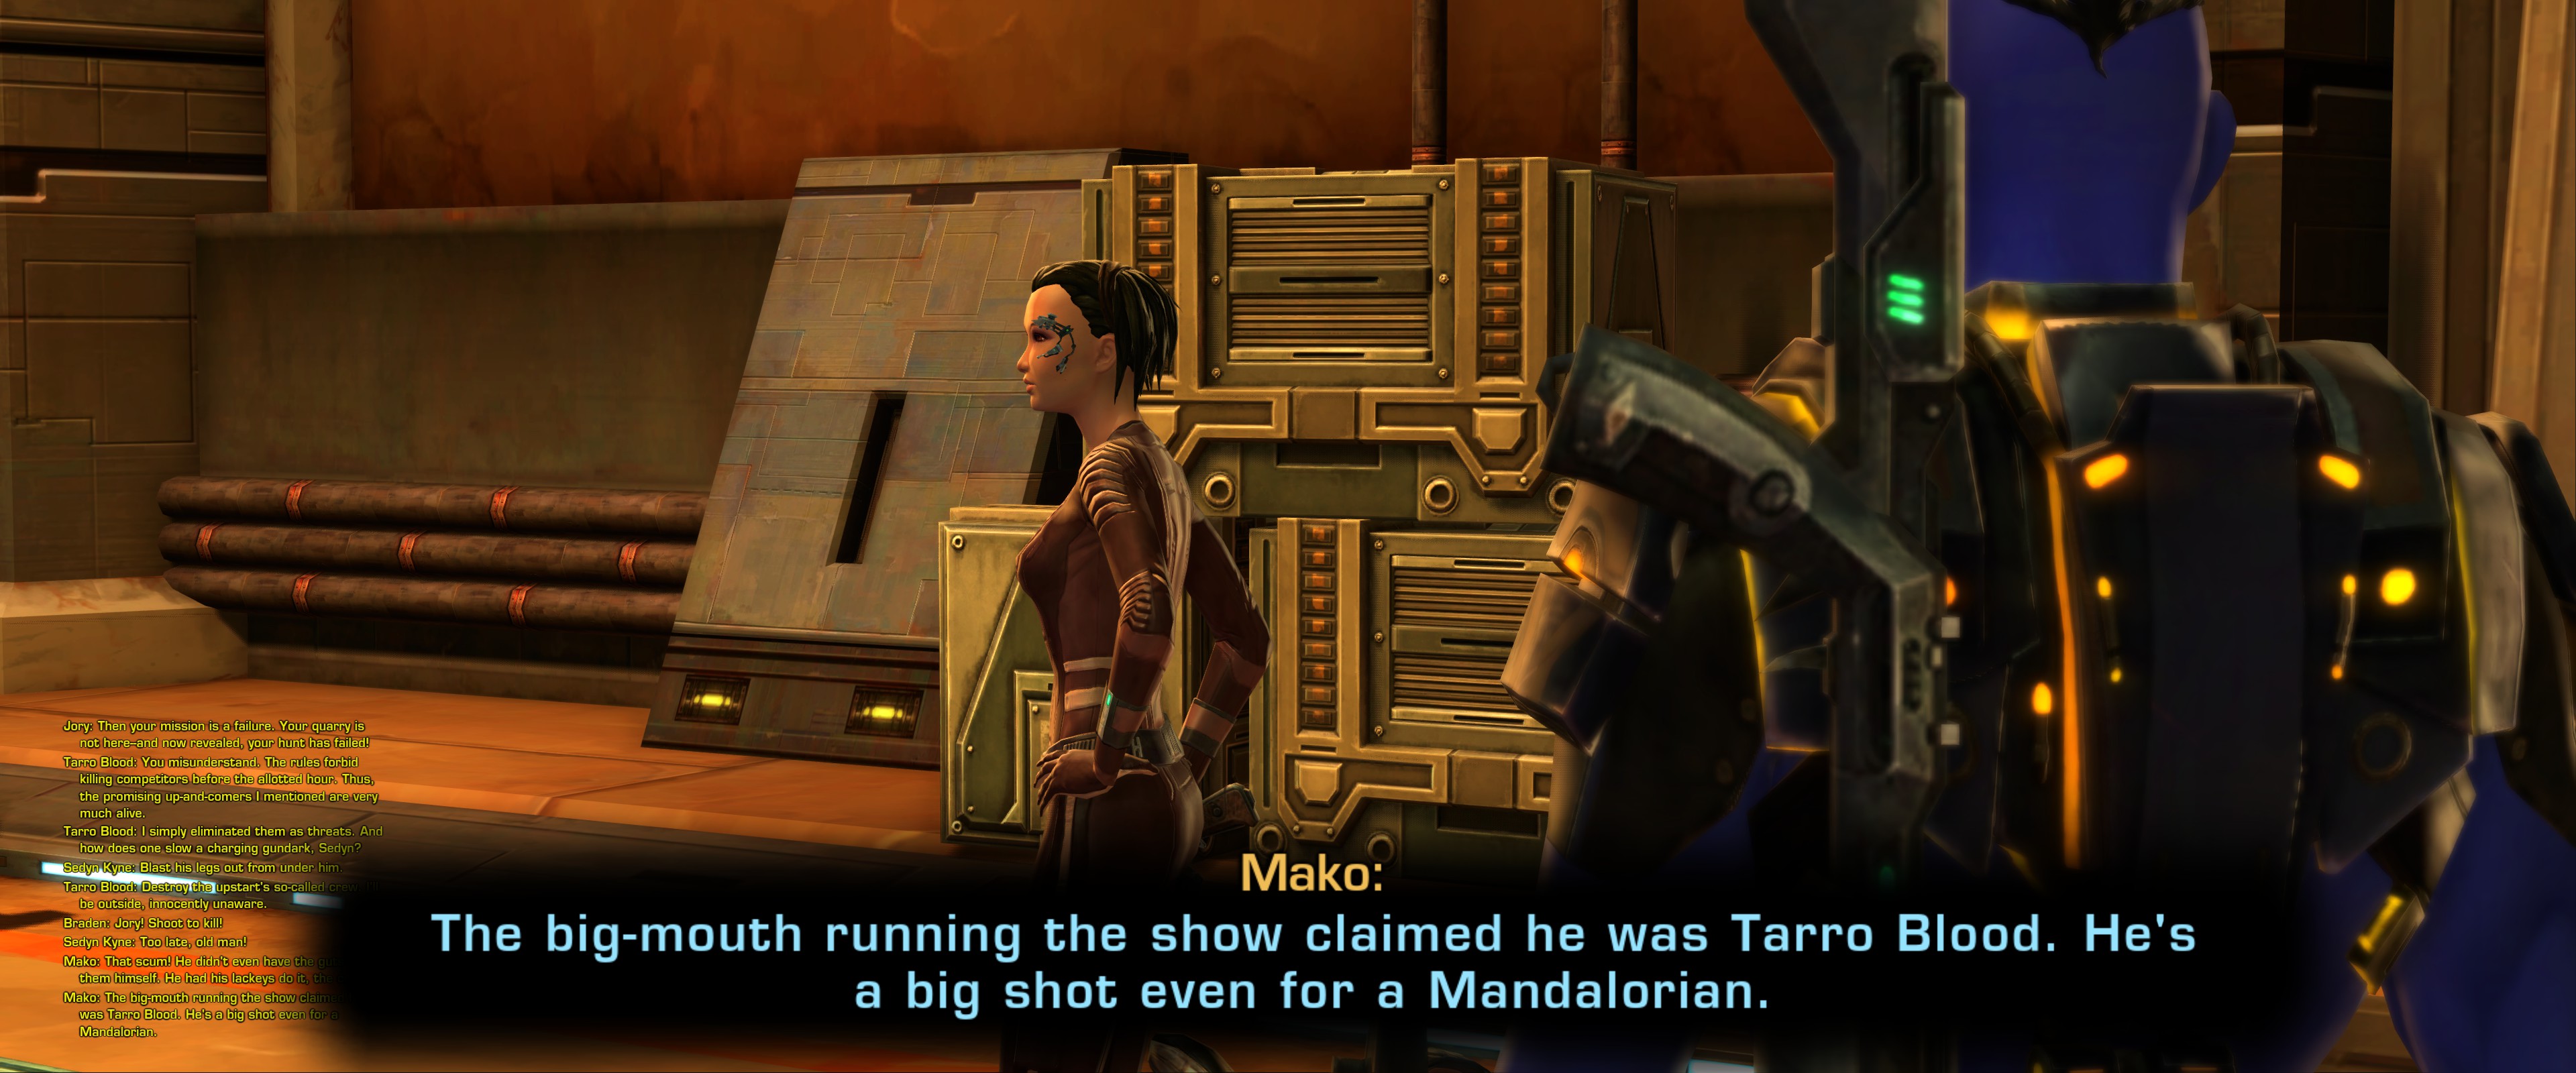 Jory: Then your mission is a failure. Your quarry is
not here--and now revealed, your hunt has failed!
Tarro Blood: You misunderstand. The rules forbid
killing competitors before the allotted hour. Thus,
the promising up-and-comers I mentioned are very
much alive.
Tarro Blood: I simply eliminated them as threats. And
how does one slow a charging gundark, Sedyn?
Sedyn Kyne: Blast his legs out from under him.
Tarro Blood: Destroy the upstart's so-called crew.
be outside, innocently unaware.
Braden: Jory! Shoot to kill!
Sedyn Kyne: Too late, old man!
Mako: That scum! He didn't even have the
them himself. He had his lackeys do it,
Mako: The big-mouth running the show claim
was Tarro Blood. He's a big shot even for a
Mandalorian.
Mako:
The big-mouth running the show claimed he was Tarro Blood. He's
a big shot even for a Mandalorian.